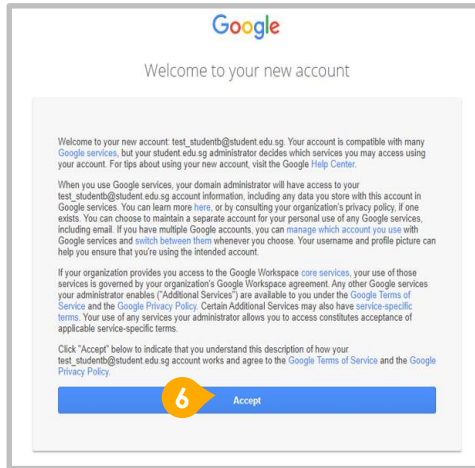 Google
Welcome to your new account
Welcome to your new account: test_studentb@student.edu.sg. Your account is compatible with many
Google services, but your student.edu.sg administrator decides which services you may access using
your account. For tips about using your new account, visit the Google Help Center.
When you use Google services, your domain administrator will have access to your
test_studentb@student.edu.sg account information, including any data you store with this account in
Google services. You can learn more here, or by consulting your organization's privacy policy, if one
exists. You can choose to maintain a separate account for your personal use of any Google services,
including email. If you have multiple Google accounts, you can manage which account you use with
Google services and switch between them whenever you choose. Your username and profile picture can
help you ensure that you're using the intended account.
If your organization provides you access to the Google Workspace core services, your use of those
services is governed by your organization's Google Workspace agreement. Any other Google services
your administrator enables ("Additional Services") are available to you under the Google Terms of
Service and the Google Privacy Policy. Certain Additional Services may also have service-specific
terms. Your use of any services your administrator allows you to access constitutes acceptance of
applicable service-specific terms.
Click "Accept" below to indicate that you understand this description of how your
test_studentb@student.edu.sg account works and agree to the Google Terms of Service and the Google
Privacy Policy.
6 Accept